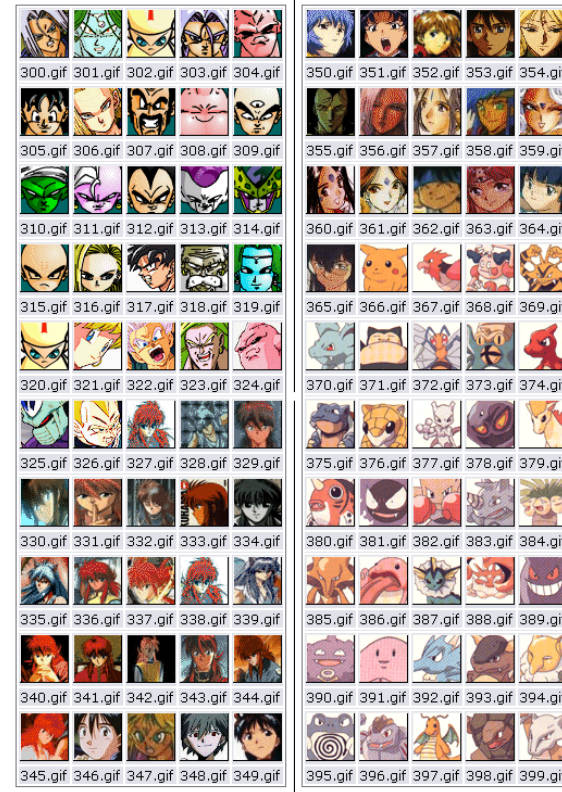 300.gif 301.gif 302.gif 303.gif 304.gif
305.gif 306.gif 307.gif 308.gif 309.gif
310.gif 311.gif 312.gif 313.gif 314.gif
315.gif 316.gif 317.gif 318.gif 319.gif
320.gif 321.gif 322.gif 323.gif 324.gif
325.gif 326.gif 327.gif 328.gif 329.gif
330.gif 331.gif 332.gif 333.gif 334.gif
335.gif 336.gif 337.gif 338.gif 339.gif
340.gif 341.gif 342.gif 343.gif 344.gif
345.gif 346.gif 347.gif 348.gif 349.gif
350.gif 351.gif 352.gif 353.gif 354.gi
355.gif 356.gif 357.gif 358.gif 359.gi
360.gif 361.gif 362.gif 363.gif 364.gi
365.gif 366.gif 367.gif 368.gif 369.gi
370.gif 371.gif 372.gif 373.gif 374.gi
375.gif 376.gif 377.gif 378.gif 379.gi
380.gif 381.gif 382.gif 383.gif 384.gi
385.gif 386.gif 387.gif 388.gif 389.gi
390.gif 391.gif 392.gif 393.gif 394.gi
395.gif 396.gif 397.gif 398.gif 399.gi